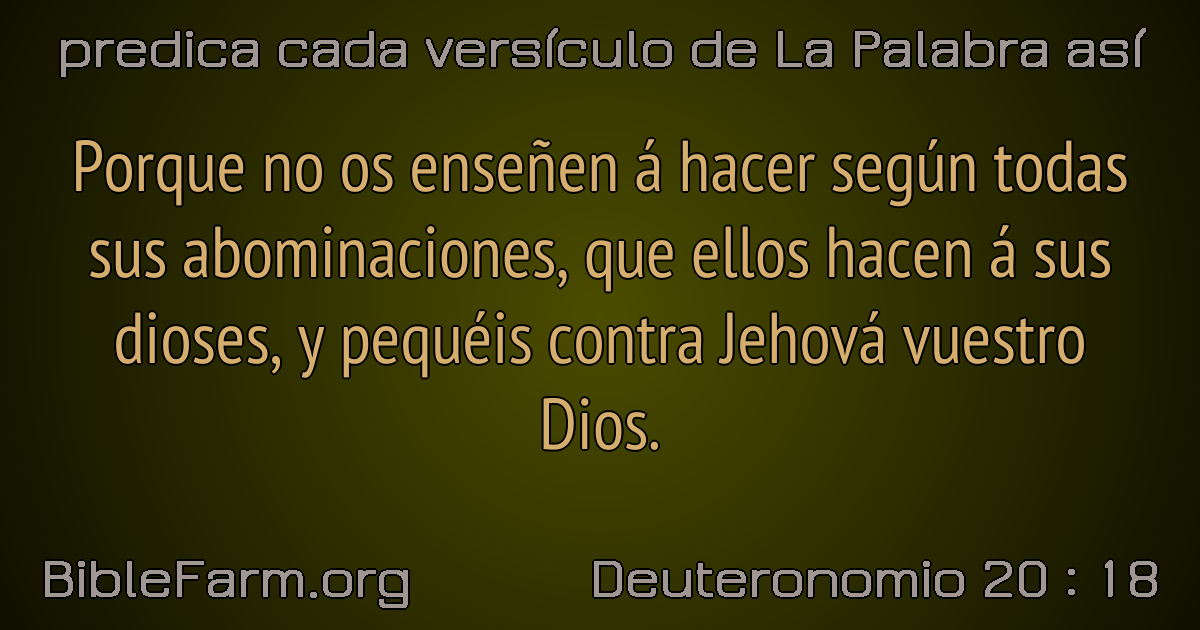 predica cada versículo de La Palabra así
Porque no os enseñen á hacer según todas
sus abominaciones, que ellos hacen á sus
dioses, y pequéis contra Jehová vuestro
Dios.
BibleFarm.org
Deuteronomio 20 : 18